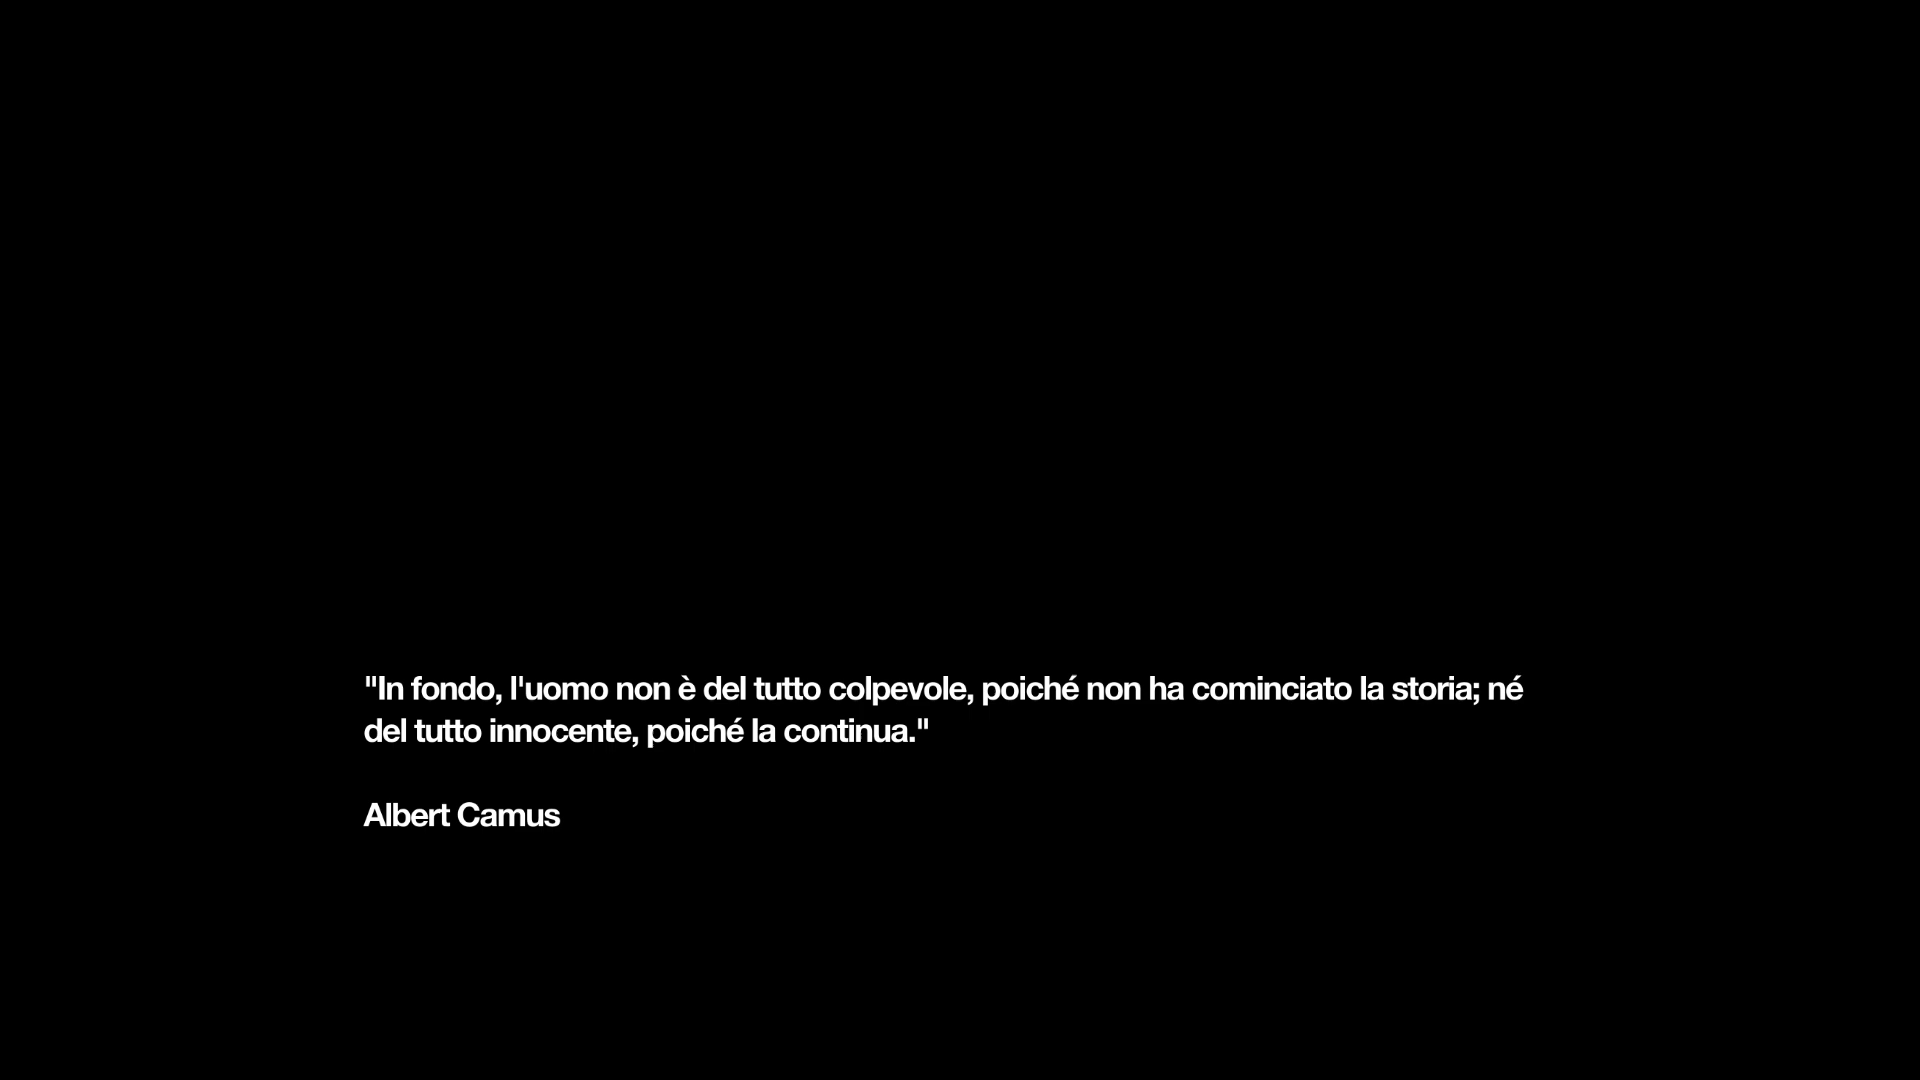 "In fondo, l'uomo non è del tutto colpevole, poiché non ha cominciato la storia; né
del tutto innocente, poiché la continua."
Albert Camus